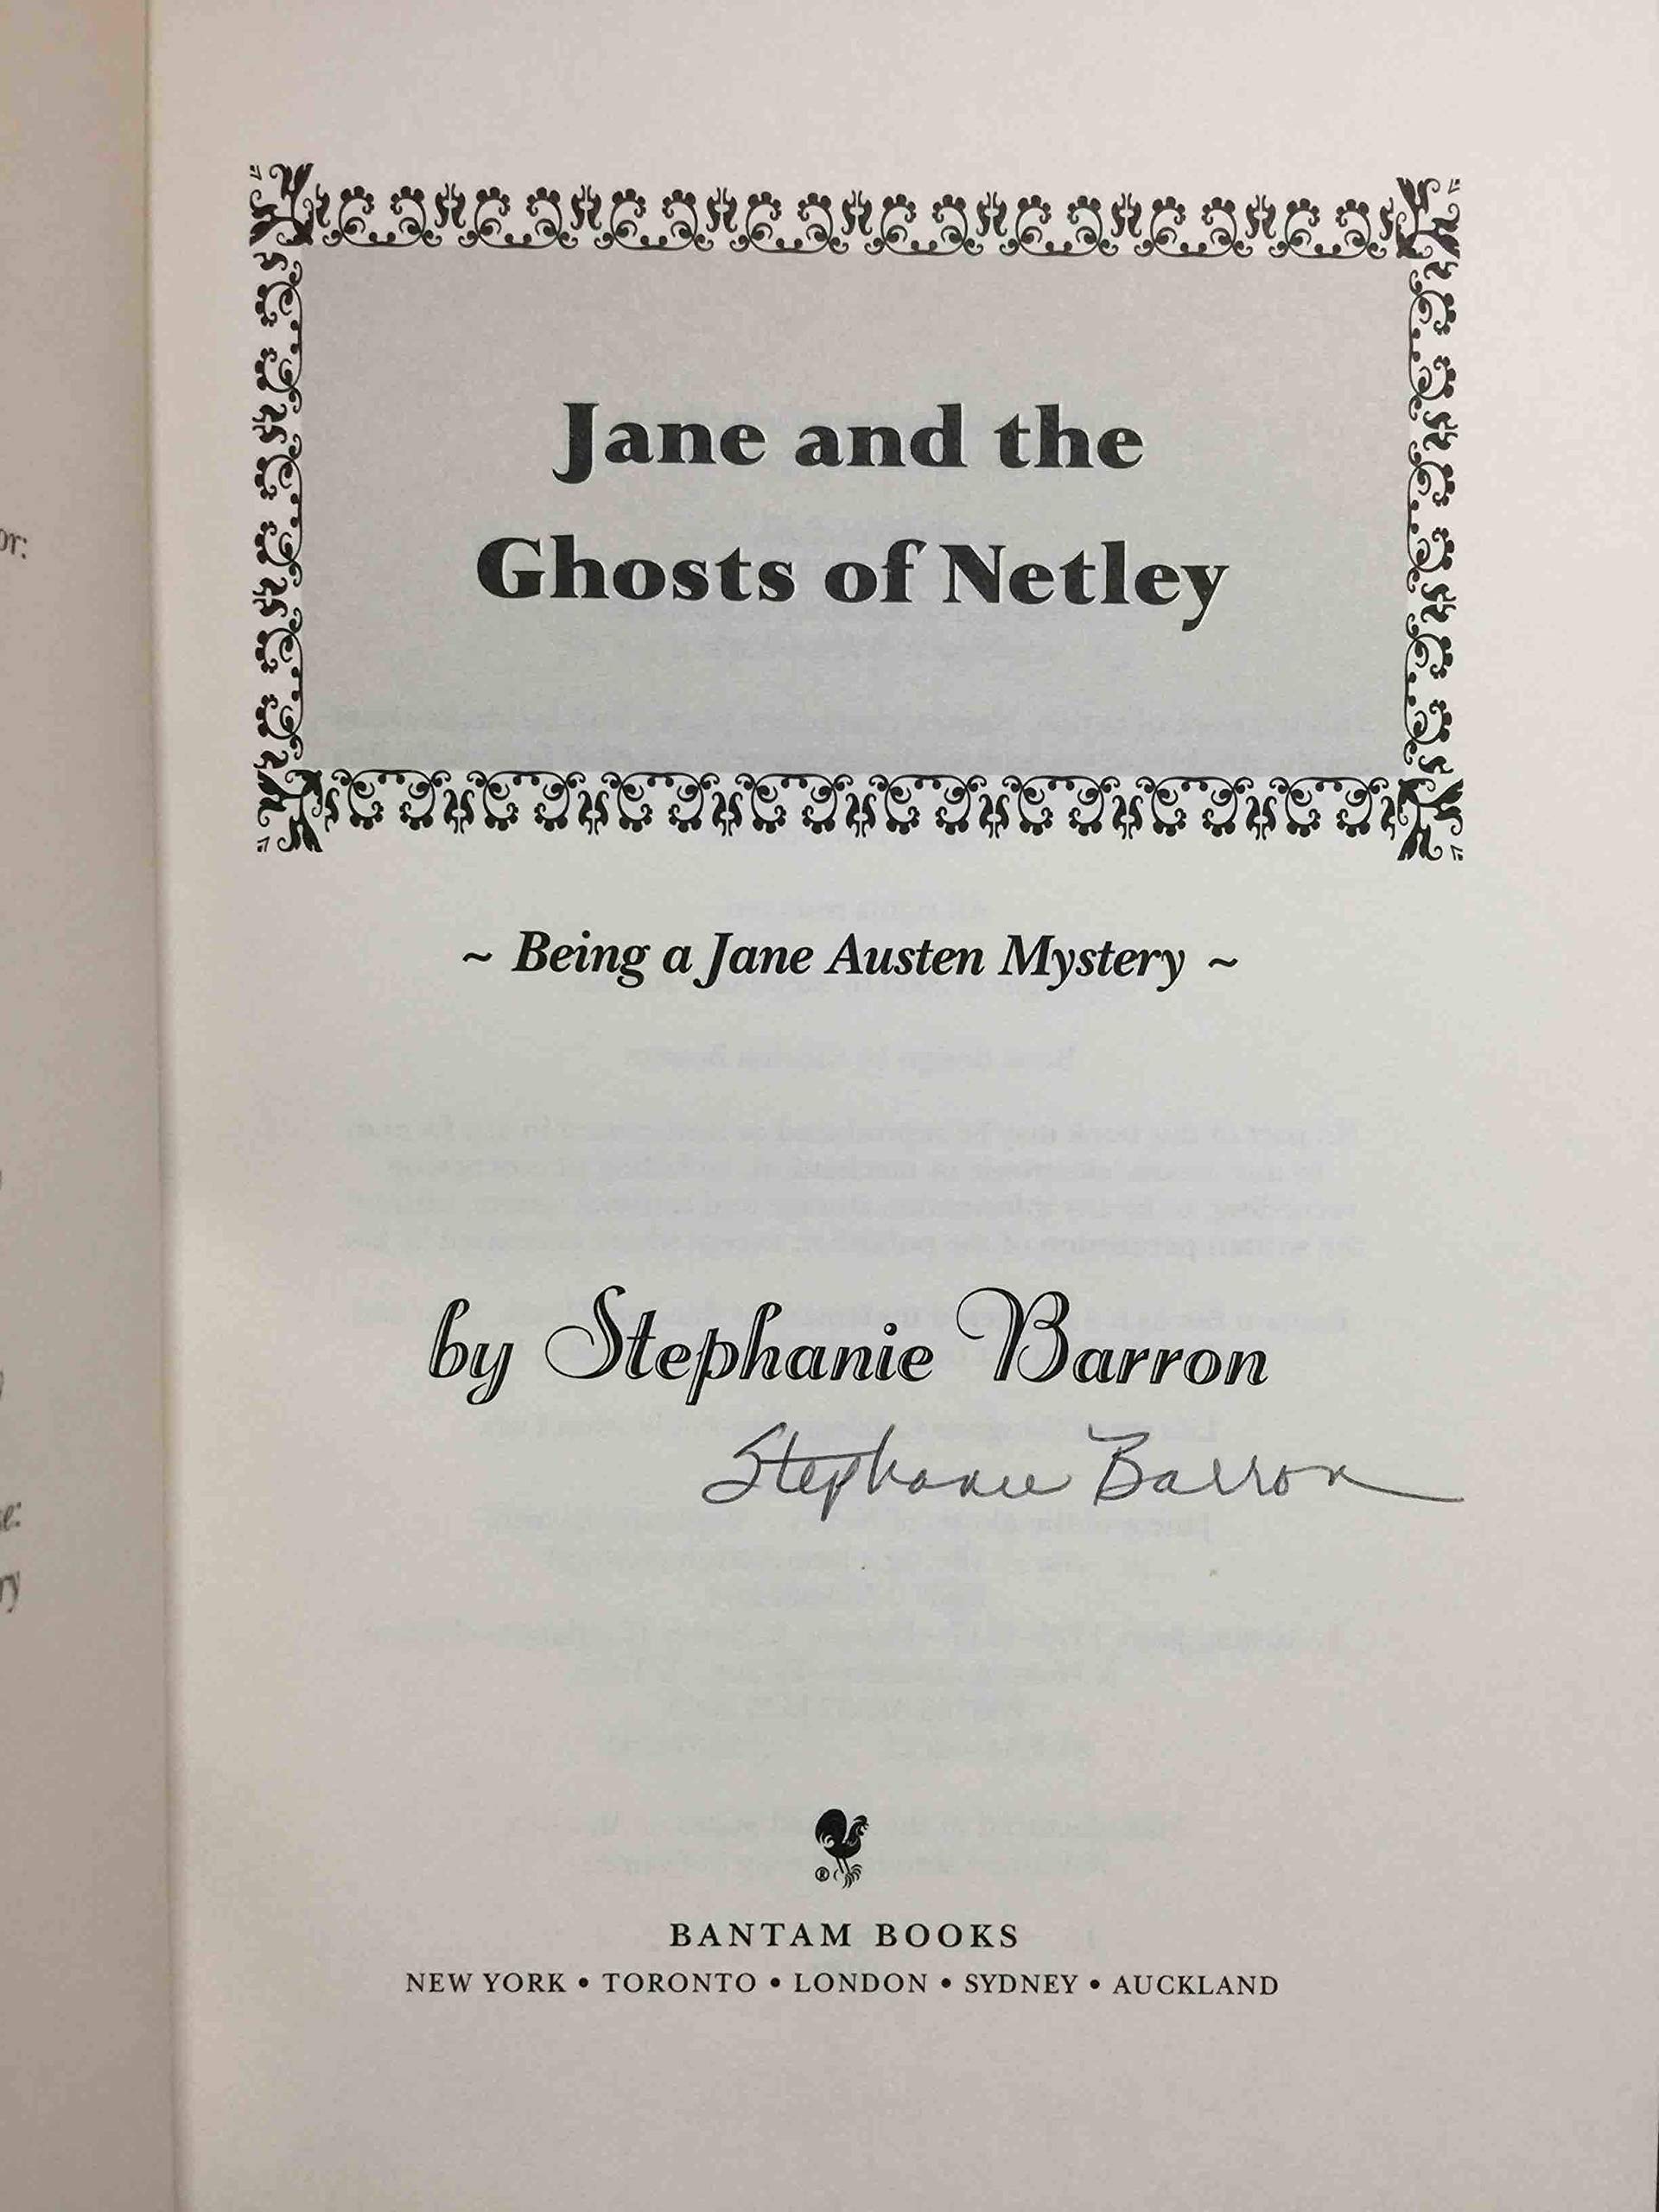 Jane and the
Ghosts of Netley
~ Being a Jane Austen Mystery ~
by Stephanie Barron
Stephanie Barron
®
BANTAM BOOKS
NEW YORK • TORONTO • LONDON • SYDNEY • AUCKLAND